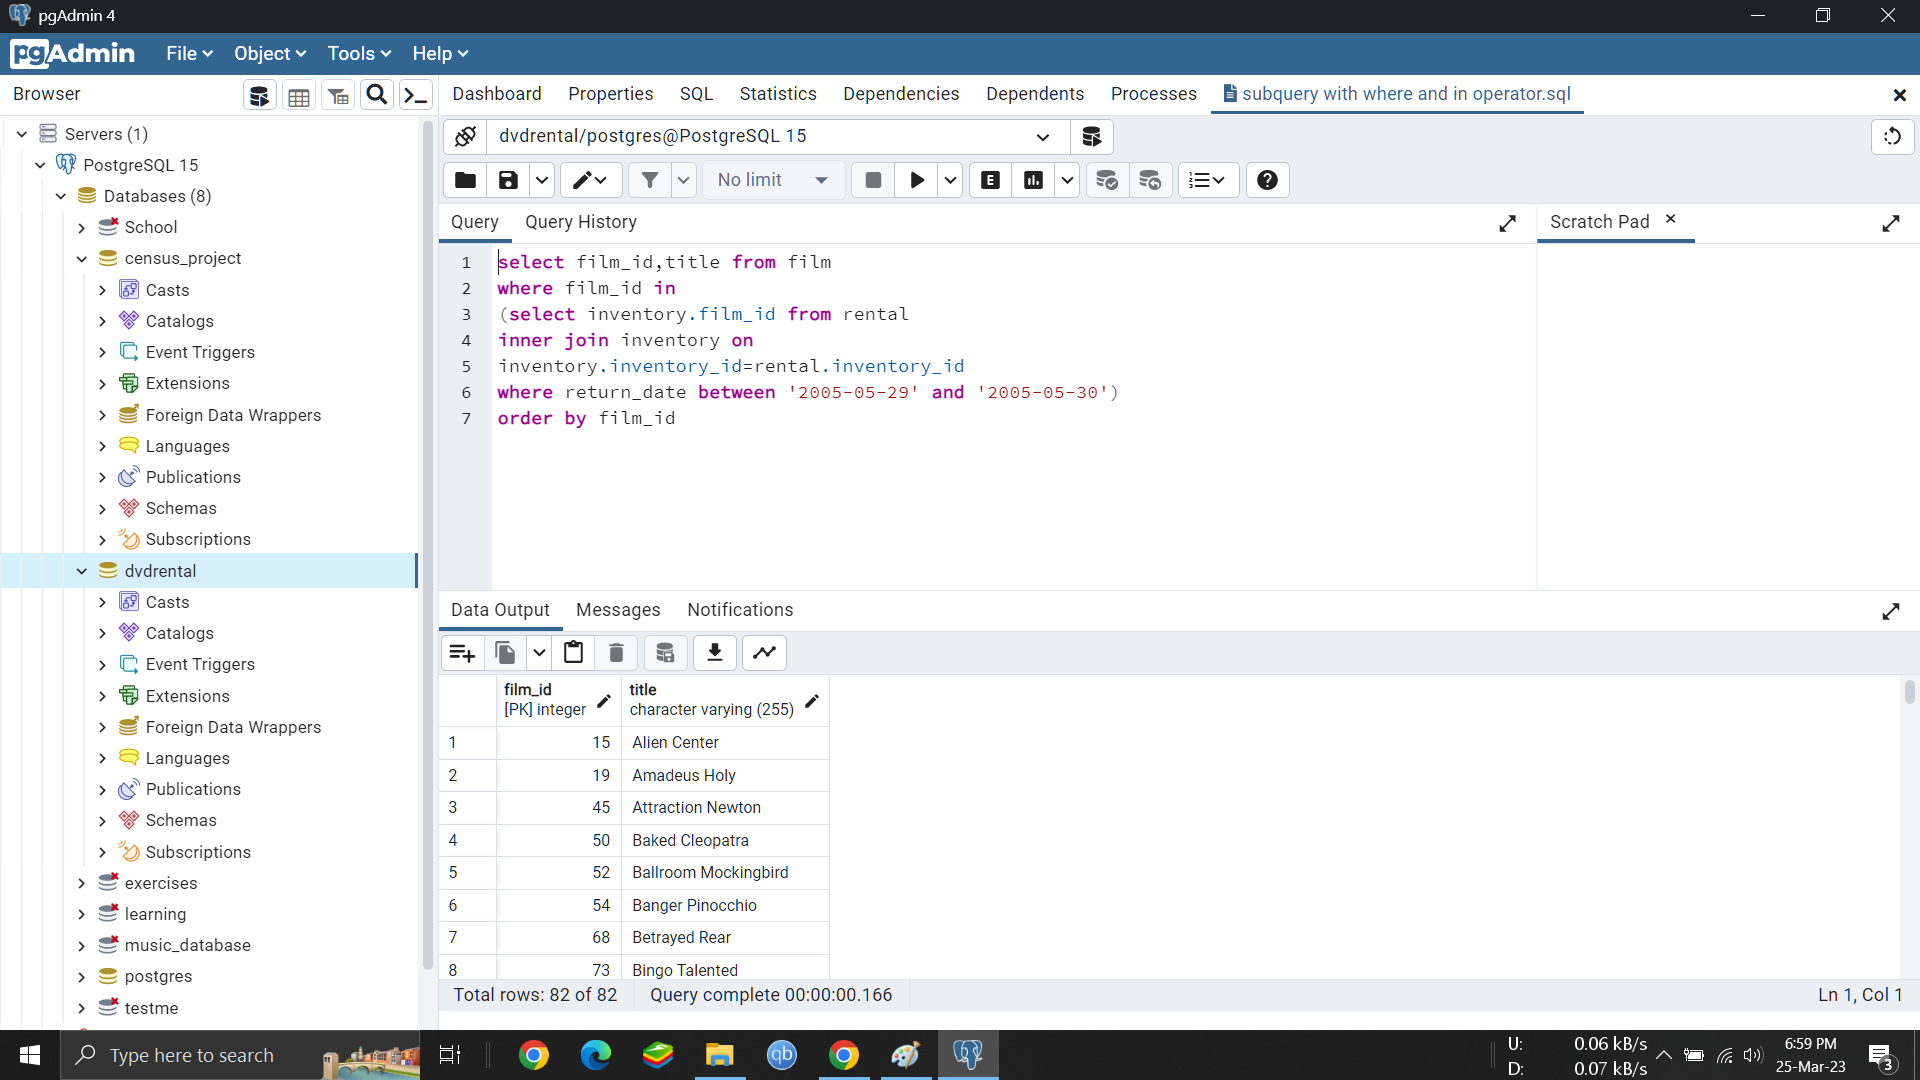 pgAdmin 4
pgAdmin File Object Tools Help
Browser
Dashboard Properties SQL Statistics Dependencies Dependents Processes subquery with where and in operator.sql
Servers (1)
PostgreSQL 15
Databases (8)
School
census_project
Casts
Catalogs
Event Triggers
Extensions
Foreign Data Wrappers
Languages
Publications
Schemas
Subscriptions
dvdrental
Casts
Catalogs
Event Triggers
Extensions
Foreign Data Wrappers
Languages
Publications
Schemas
Subscriptions
exercises
learning
music_database
postgres
testme
dvdrental/postgres@PostgreSQL 15
No limit
E
Query Query History
Scratch Pad
1 select film_id,title from film
2 where film_id in
3 (select inventory.film_id from rental
4 inner join inventory on
5 inventory.inventory_id=rental.inventory_id
6 where return_date between '2005-05-29' and '2005-05-30')
7 order by film_id
Data Output Messages Notifications
film_id title
[PK] integer character varying (255)
1 15 Alien Center
2 19 Amadeus Holy
3 45 Attraction Newton
4 50 Baked Cleopatra
5 52 Ballroom Mockingbird
6 54 Banger Pinocchio
7 68 Betrayed Rear
8 73 Bingo Talented
Total rows: 82 of 82 Query complete 00:00:00.166 Ln 1, Col 1
Type here to search
qb
U: 0.06 kB/s
D: 0.07 kB/s
6:59 PM
25-Mar-23
3